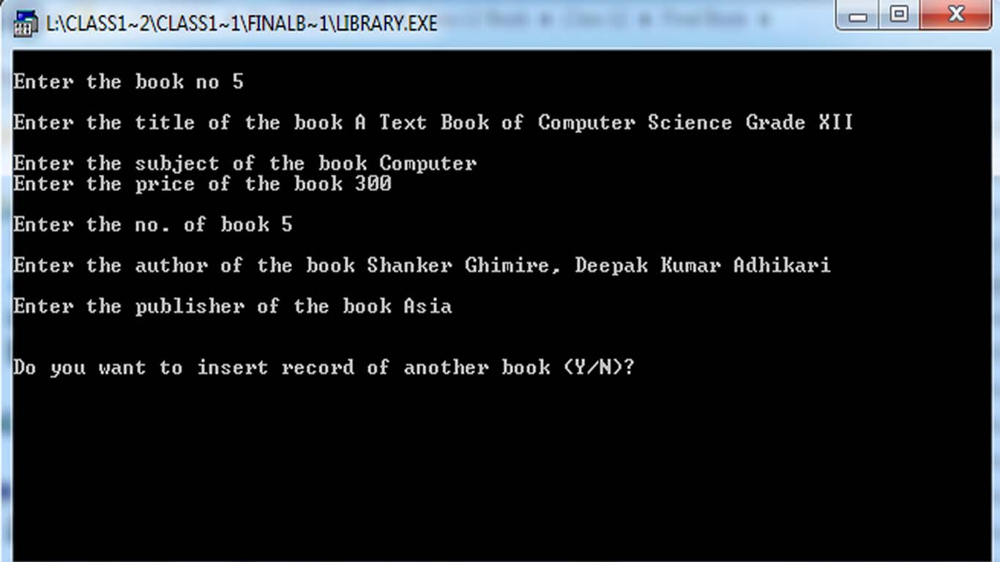 L:\CLASS1~2\CLASS1~1\FINALB~1\LIBRARY.EXE
Enter the book no 5
Enter the title of the book A Text Book of Computer Science Grade XII
Enter the subject of the book Computer
Enter the price of the book 300
Enter the no. of book 5
Enter the author of the book Shanker Ghimire, Deepak Kumar Adhikari
Enter the publisher of the book Asia
Do you want to insert record of another book (Y/N)?